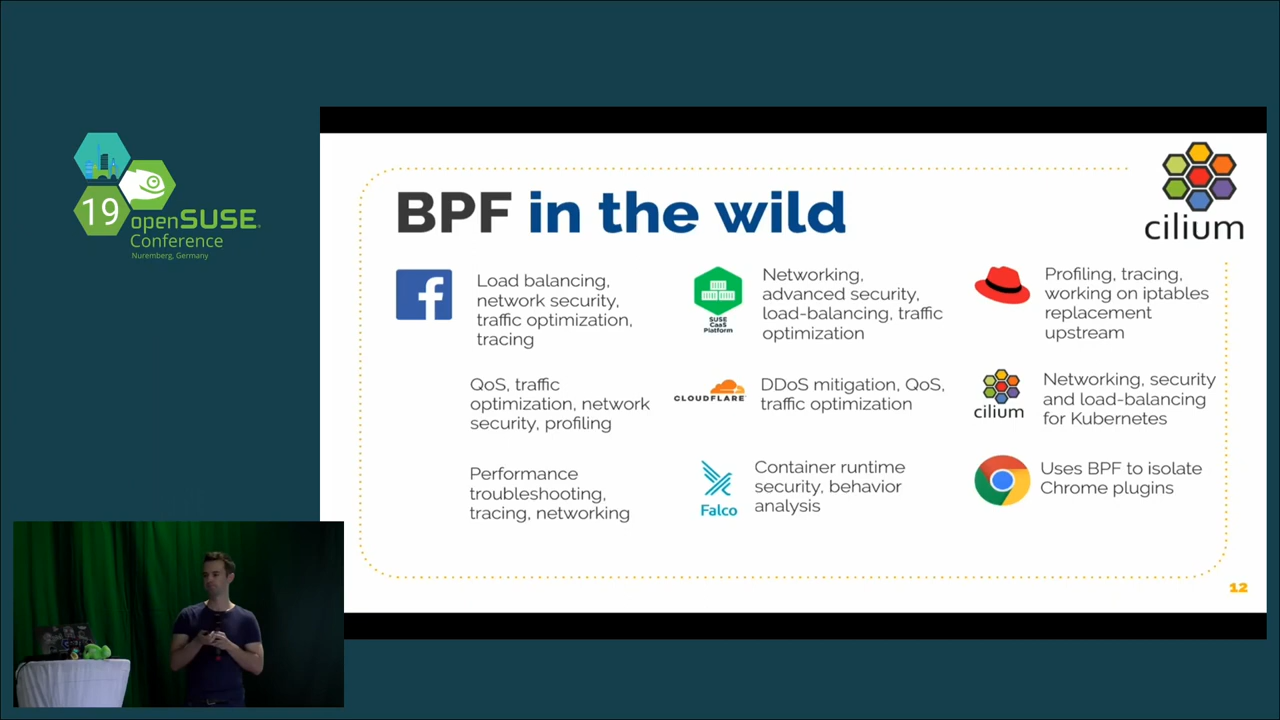 19
openSUSE
Conference
Nuremberg, Germany
BPF in the wild
cilium
Load balancing,
network security,
traffic optimization,
tracing
SUSE
CaaS
Platform
Networking,
advanced security,
load-balancing, traffic
optimization
Profiling, tracing,
working on iptables
replacement
upstream
QoS, traffic
optimization, network
security, profiling
CLOUDFLARE
DDoS mitigation, QoS,
traffic optimization
cilium
Networking, security
and load-balancing
for Kubernetes
Performance
troubleshooting,
tracing, networking
Falco
Container runtime
security, behavior
analysis
Uses BPF to isolate
Chrome plugins
12